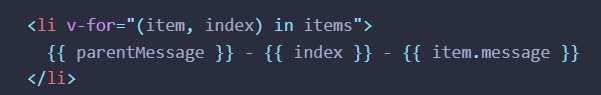 <li v-for="(item, index) in items">
{{ parentMessage }} - {{ index }} - {{ item.message }}
</li>